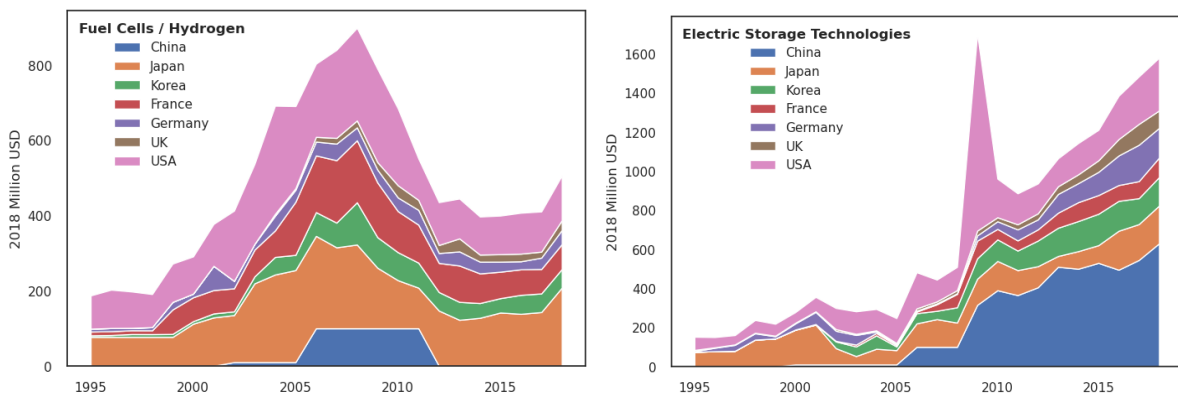 Fuel Cells / Hydrogen
China
Japan
Korea
France
Germany
UK
USA
2018 Million USD
800
600
400
200
0
1995
2000
2005
2010
2015
Electric Storage Technologies
China
Japan
Korea
France
Germany
UK
USA
2018 Million USD
1600
1400
1200
1000
800
600
400
200
0
1995
2000
2005
2010
2015